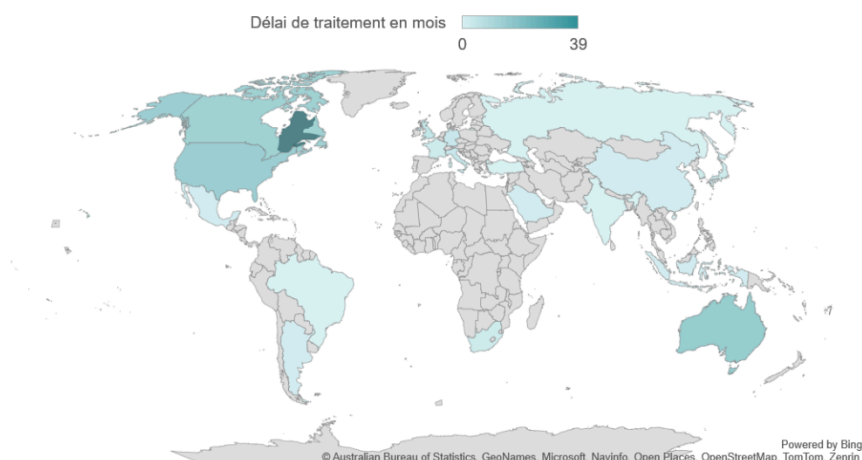 Délai de traitement en mois
0 39
Powered by Bing
© Australian Bureau of Statistics, GeoNames, Microsoft, Navinfo, Open Places, OpenStreetMap, TomTom, Zenrin